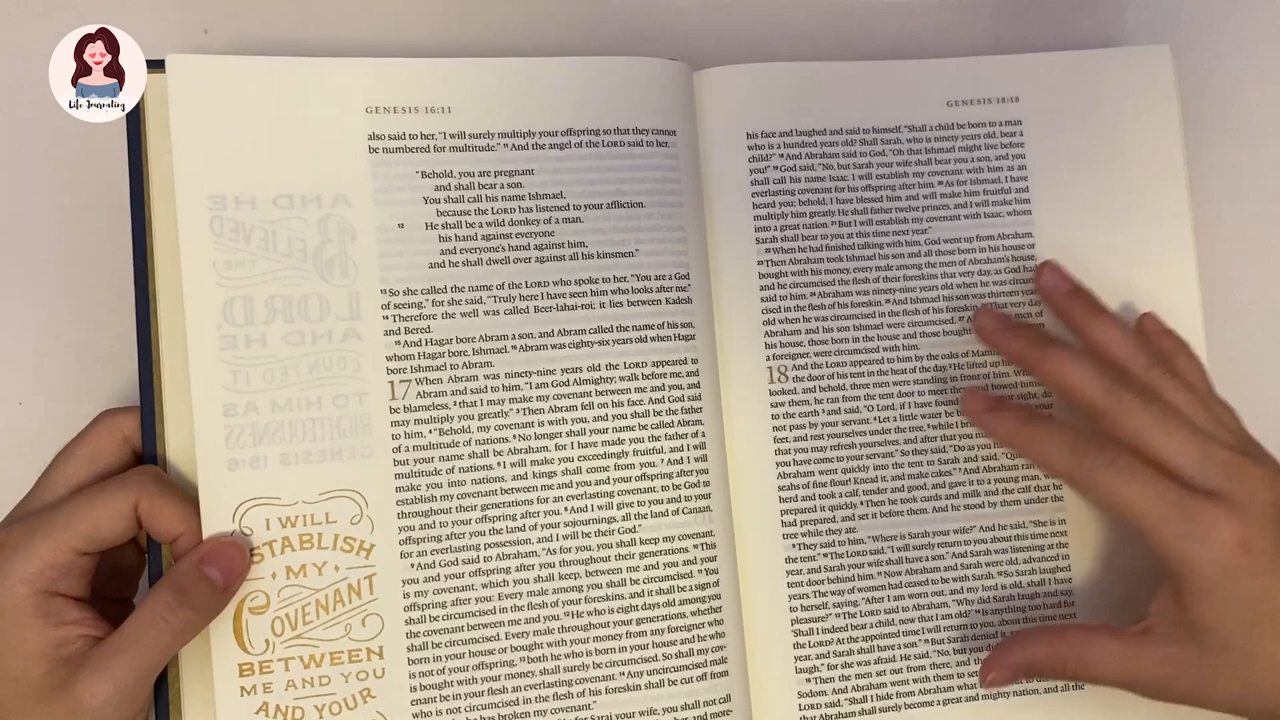 Life Journaling
GENESIS 16:11
also said to her, “I will surely multiply your offspring so that they cannot
be numbered for multitude.” 11 And the angel of the LORD said to her,
“Behold, you are pregnant
and shall bear a son.
You shall call his name Ishmael,
because the LORD has listened to your affliction.
12 He shall be a wild donkey of a man,
his hand against everyone
and everyone’s hand against him,
and he shall dwell over against all his kinsmen.”
13 So she called the name of the LORD who spoke to her, “You are a God
of seeing,” for she said, “Truly here I have seen him who looks after me.”
14 Therefore the well was called Beer-lahai-roi; it lies between Kadesh
and Bered.
15 And Hagar bore Abram a son, and Abram called the name of his son,
whom Hagar bore, Ishmael. 16 Abram was eighty-six years old when Hagar
bore Ishmael to Abram.
17 When Abram was ninety-nine years old the LORD appeared to
Abram and said to him, “I am God Almighty; walk before me, and
be blameless, 2 that I may make my covenant between me and you, and
may multiply you greatly.” 3 Then Abram fell on his face. And God said
to him, 4 “Behold, my covenant is with you, and you shall be the father
of a multitude of nations. 5 No longer shall your name be called Abram,
but your name shall be Abraham, for I have made you the father of a
multitude of nations. 6 I will make you exceedingly fruitful, and I will
make you into nations, and kings shall come from you. 7 And I will
establish my covenant between me and you and your offspring after you
throughout their generations for an everlasting covenant, to be God to
you and to your offspring after you. 8 And I will give to you and to your
offspring after you the land of your sojournings, all the land of Canaan,
for an everlasting possession, and I will be their God.”
9 And God said to Abraham, “As for you, you shall keep my covenant,
you and your offspring after you throughout their generations. 10 This
is my covenant, which you shall keep, between me and you and your
offspring after you: Every male among you shall be circumcised. 11 You
shall be circumcised in the flesh of your foreskins, and it shall be a sign of
the covenant between me and you. 12 He who is eight days old among you
shall be circumcised. Every male throughout your generations, whether
born in your house or bought with your money from any foreigner who
is not of your offspring, 13 both he who is born in your house and he who
is bought with your money, shall surely be circumcised. So shall my cov-
enant be in your flesh an everlasting covenant. 14 Any uncircumcised male
who is not circumcised in the flesh of his foreskin shall be cut off from
has broken my covenant.”
for Sarai your wife, you shall not call
and more-
I WILL
STABLISH
MY
COVENANT
BETWEEN
ME AND YOU
AND YOUR
GENESIS 18:18
his face and laughed and said to himself, “Shall a child be born to a man
who is a hundred years old? Shall Sarah, who is ninety years old, bear a
child?” 18 And Abraham said to God, “Oh that Ishmael might live before
you!” 19 God said, “No, but Sarah your wife shall bear you a son, and you
shall call his name Isaac. I will establish my covenant with him as an
everlasting covenant for his offspring after him. 20 As for Ishmael, I have
heard you; behold, I have blessed him and will make him fruitful and
multiply him greatly. He shall father twelve princes, and I will make him
into a great nation. 21 But I will establish my covenant with Isaac, whom
Sarah shall bear to you at this time next year.”
22 When he had finished talking with him, God went up from Abraham.
23 Then Abraham took Ishmael his son and all those born in his house or
bought with his money, every male among the men of Abraham’s house,
and he circumcised the flesh of their foreskins that very day, as God had
said to him. 24 Abraham was ninety-nine years old when he was circum
cised in the flesh of his foreskin. 25 And Ishmael his son was thirteen year
old when he was circumcised in the flesh of his foreskin. 26 That very day
Abraham and his son Ishmael were circumcised. 27 men of
his house, those born in the house and those bought
a foreigner, were circumcised with him.
18 And the LORD appeared to him by the oaks of Mam
the door of his tent in the heat of the day. 2 He lifted up hi
looked, and behold, three men were standing in front of him. Wh
saw them, he ran from the tent door to meet them and bowed himse
to the earth 3 and said, “O Lord, if I have found your sight, do
not pass by your servant. 4 Let a little water be your
feet, and rest yourselves under the tree, 5 while I br
that you may refresh yourselves, and after that you ma
you have come to your servant.” So they said, “Do as yo
Abraham went quickly into the tent to Sarah and said, “Qu
seahs of fine flour! Knead it, and make cakes.” 7 And Abraham ran
herd and took a calf, tender and good, and gave it to a young man, w
prepared it quickly. 8 Then he took curds and milk and the calf that he
had prepared, and set it before them. And he stood by them under the
tree while they ate.
9 They said to him, “Where is Sarah your wife?” And he said, “She is in
the tent.” 10 The LORD said, “I will surely return to you about this time next
year, and Sarah your wife shall have a son.” And Sarah was listening at the
tent door behind him. 11 Now Abraham and Sarah were old, advanced in
years. The way of women had ceased to be with Sarah. 12 So Sarah laughed
to herself, saying, “After I am worn out, and my lord is old, shall I have
pleasure?” 13 The LORD said to Abraham, “Why did Sarah laugh and say,
‘Shall I indeed bear a child, now that I am old?’ 14 Is anything too hard for
the LORD? At the appointed time I will return to you, about this time next
year, and Sarah shall have a son.” 15 But Sarah denied it,
laugh,” for she was afraid. He said, “No, but you d
16 Then the men set out from there, and th
Sodom. And Abraham went with them to set
“Shall I hide from Abraham what
that Abraham shall surely become a great and mighty nation, and all the